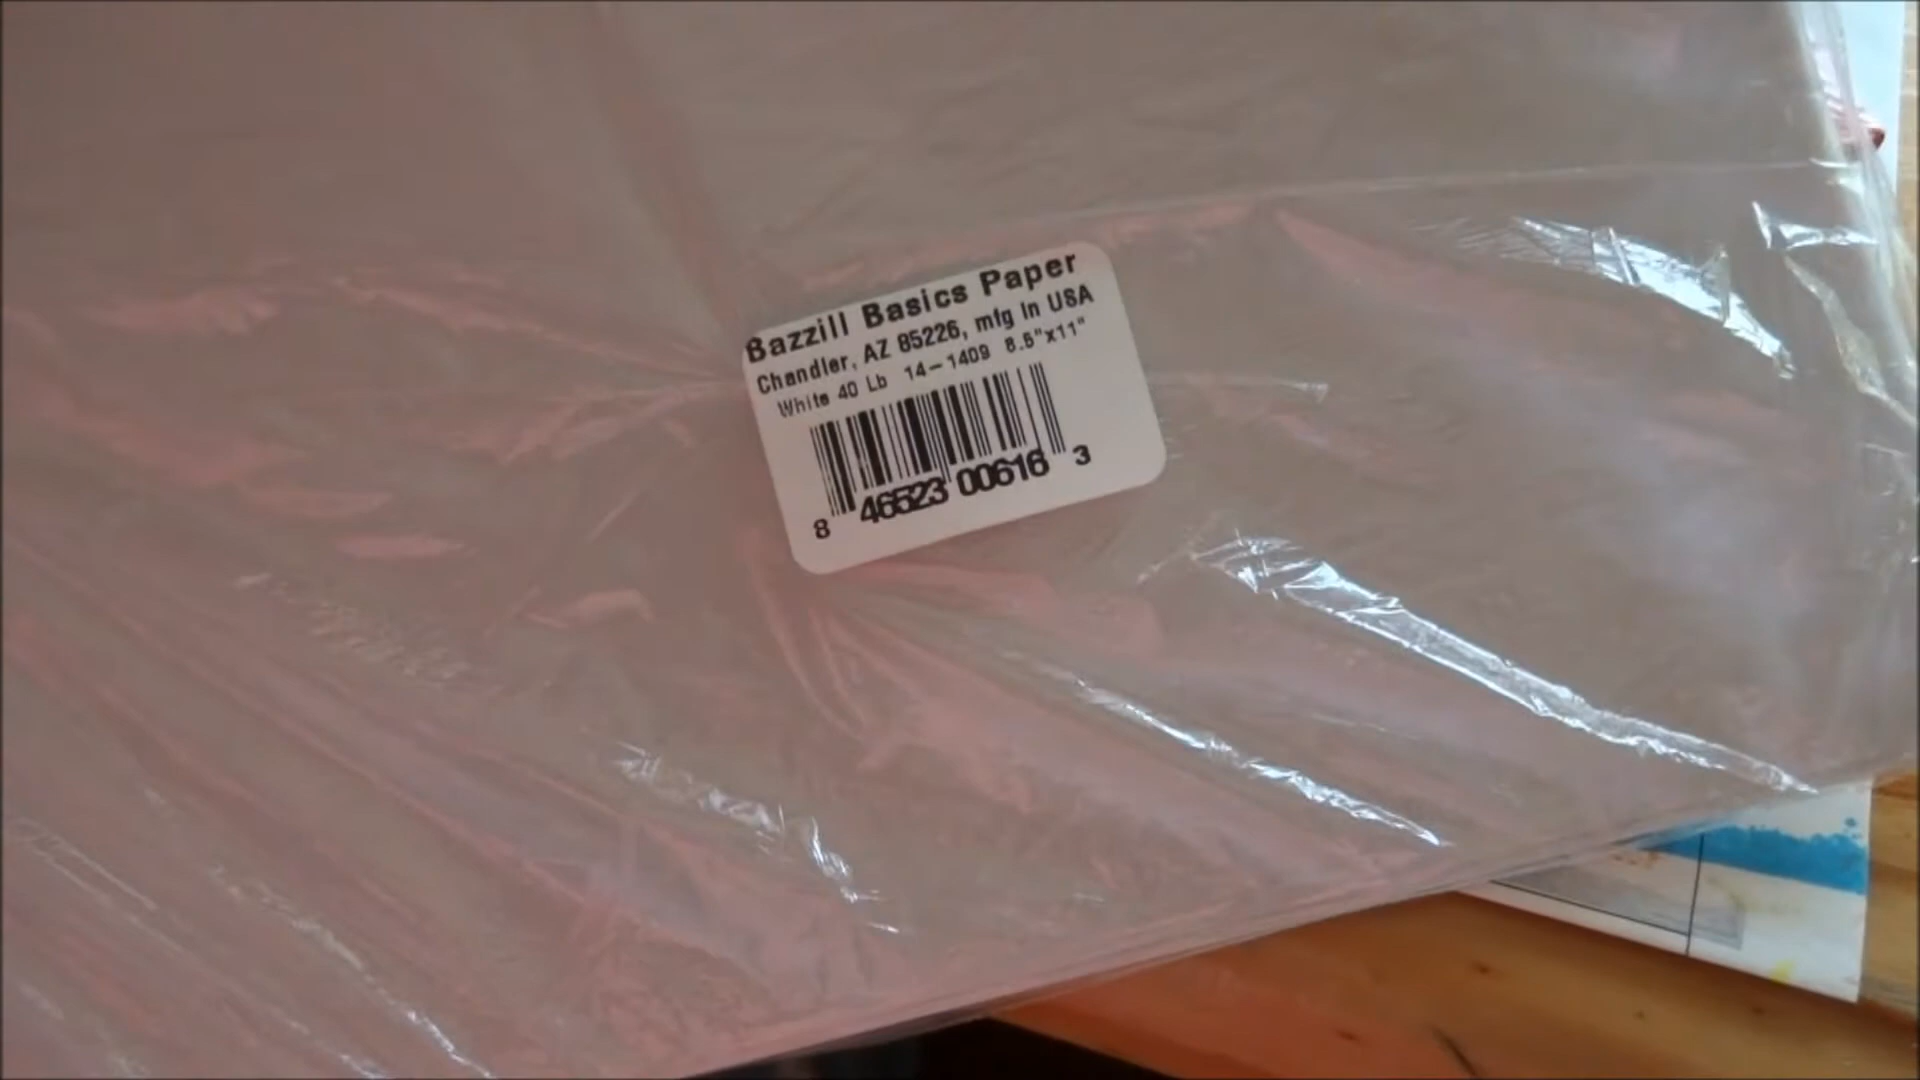 Bazzill Basics Paper
Chandler, AZ 85226, mfg in USA
White 40 Lb 14-1409 8.5"x11"
8 46523 00616 3